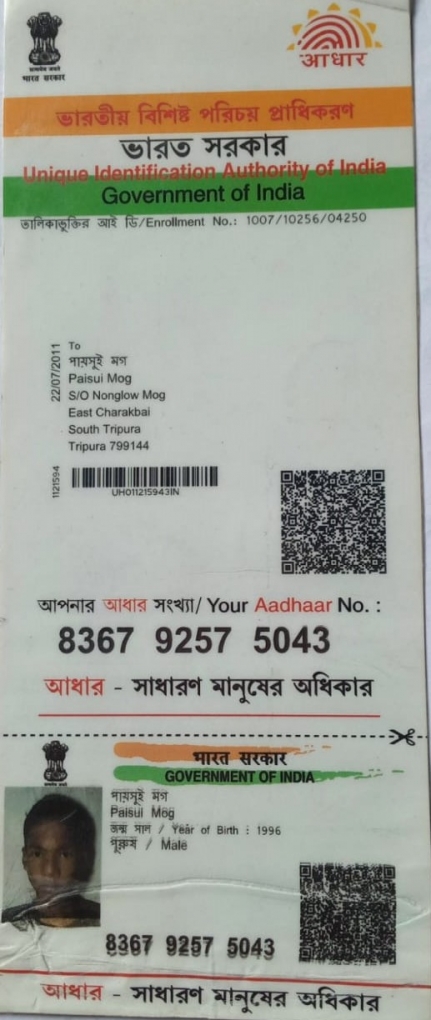 भारत सरकार
आधार
ভারতীয় বিশিষ্ট পরিচয় প্রাধিকরণ
ভারত সরকার
Unique Identification Authority of India
Government of India
তালিকাভুক্তির আই ডি/Enrollment No.: 1007/10256/04250
22/07/2011
To
পায়সুই মগ
Paisui Mog
S/O Nonglow Mog
East Charakbai
South Tripura
Tripura 799144
1121594
UH011215943IN
আপনার আধার সংখ্যা/ Your Aadhaar No. :
8367 9257 5043
আধার - সাধারণ মানুষের অধিকার
भारत सरकार
GOVERNMENT OF INDIA
পায়সুই মগ
Paisui Mog
জন্ম সাল / Year of Birth : 1996
পুরুষ / Male
8367 9257 5043
আধার - সাধারণ মানুষের অধিকার